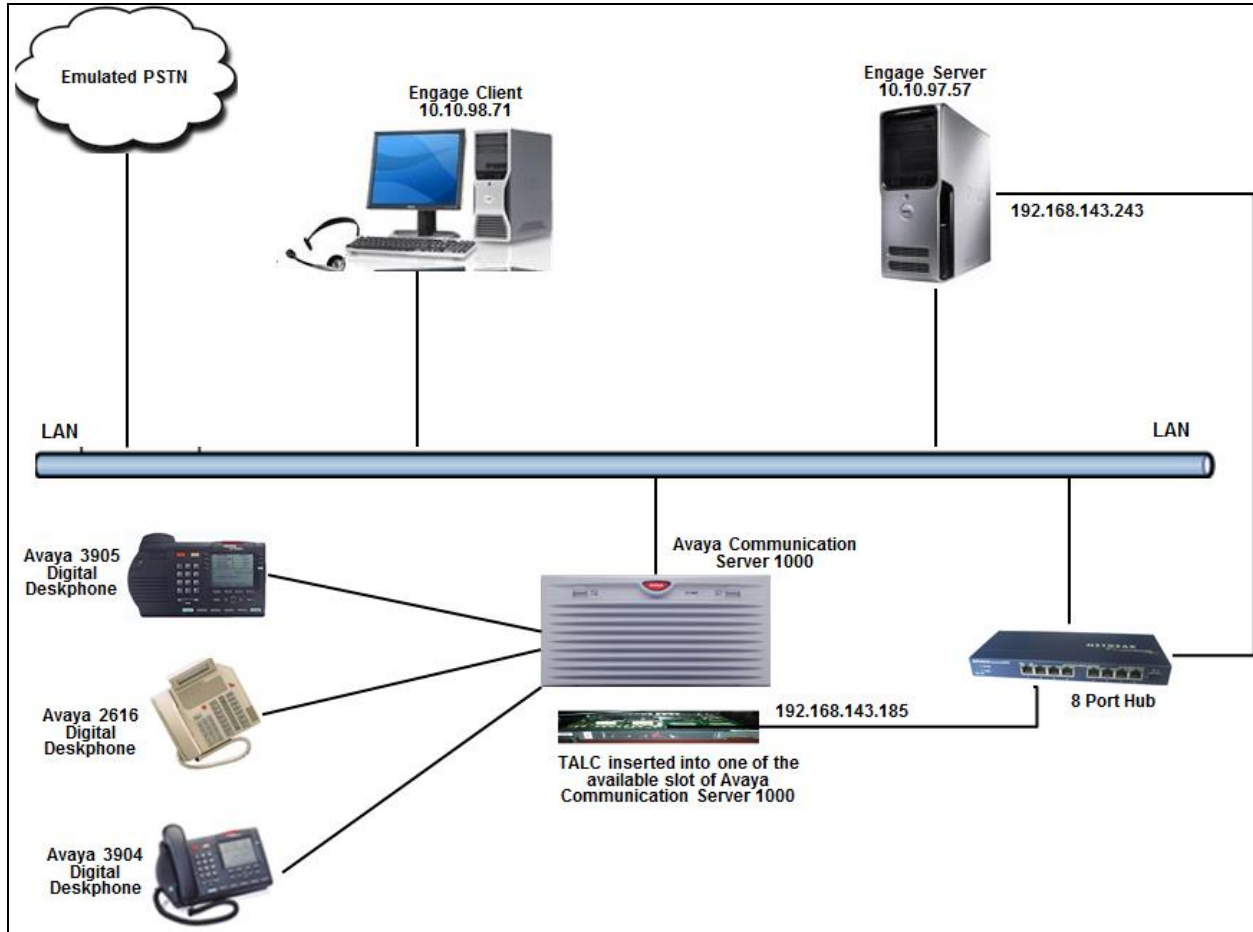 Emulated PSTN
Engage Client
10.10.98.71
Engage Server
10.10.97.57
192.168.143.243
LAN
LAN
Avaya 3905
Digital
Deskphone
Avaya Communication
Server 1000
Avaya 2616
Digital
Deskphone
192.168.143.185
8 Port Hub
TALC inserted into one of the
available slot of Avaya
Communication Server 1000
Avaya 3904
Digital
Deskphone